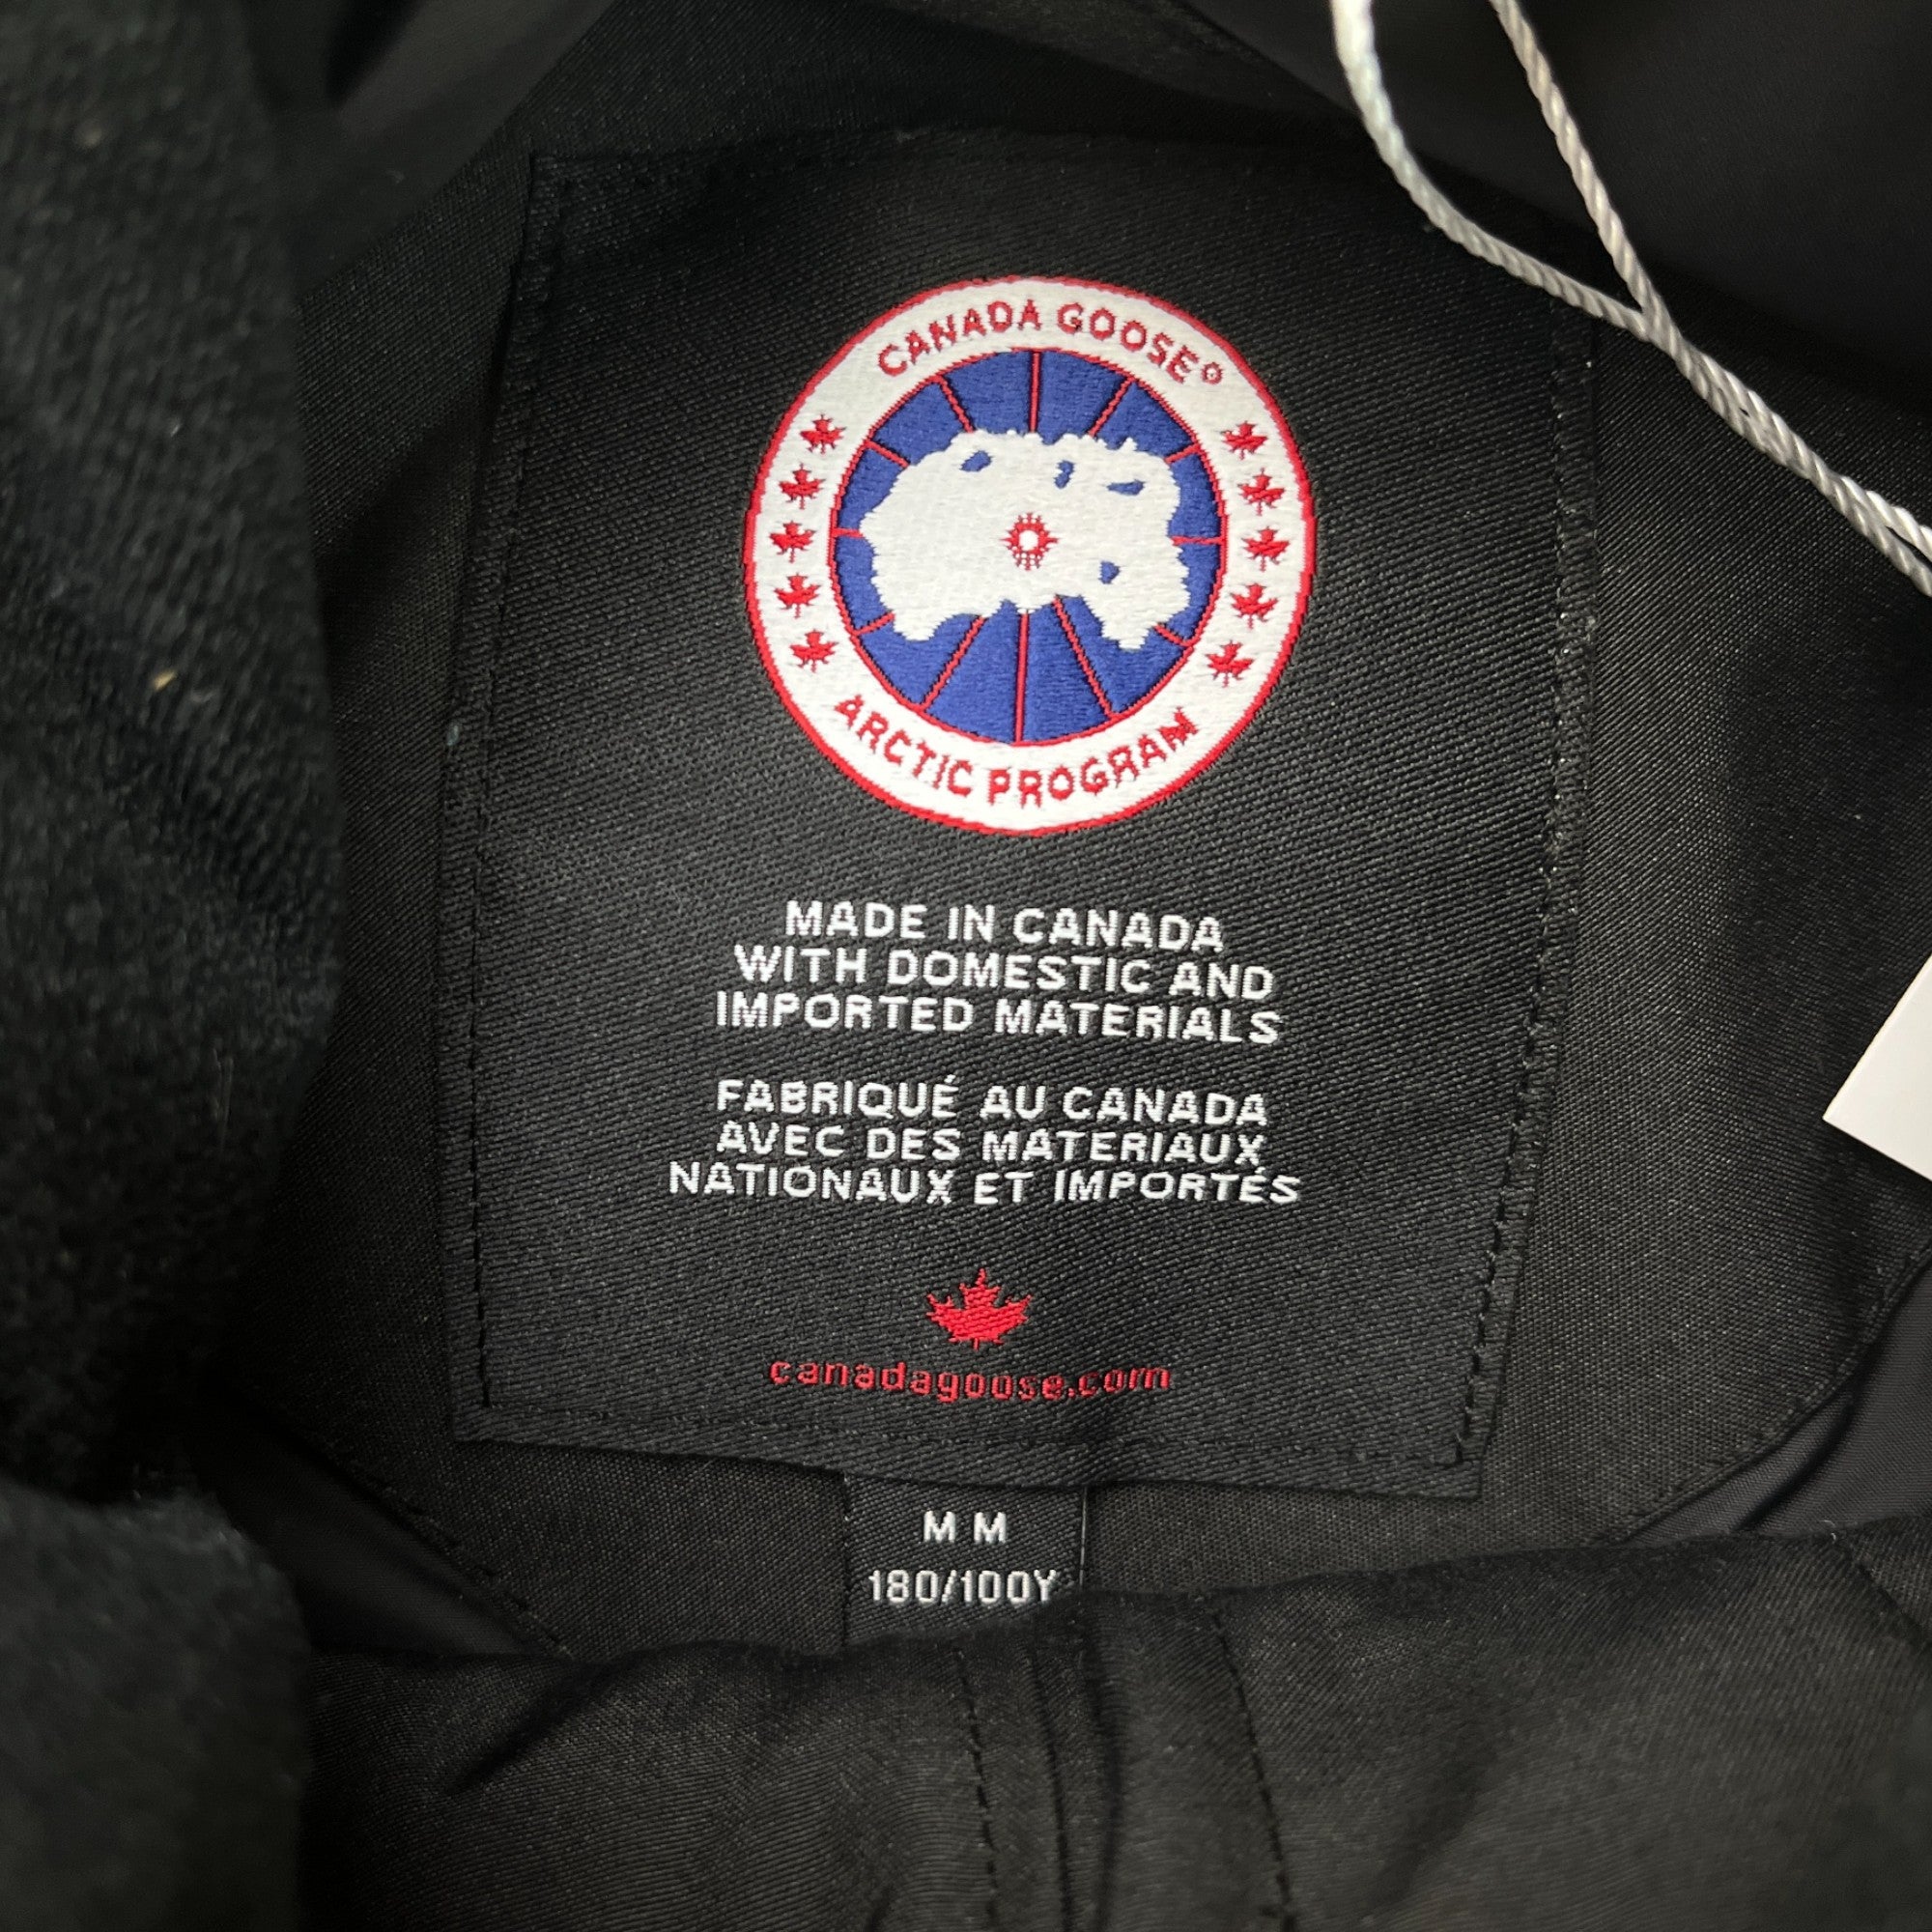 CANADA GOOSE®
ARCTIC PROGRAM
MADE IN CANADA
WITH DOMESTIC AND
IMPORTED MATERIALS
FABRIQUÉ AU CANADA
AVEC DES MATERIAUX
NATIONAUX ET IMPORTÉS
canadagoose.com
M M
180/100Y